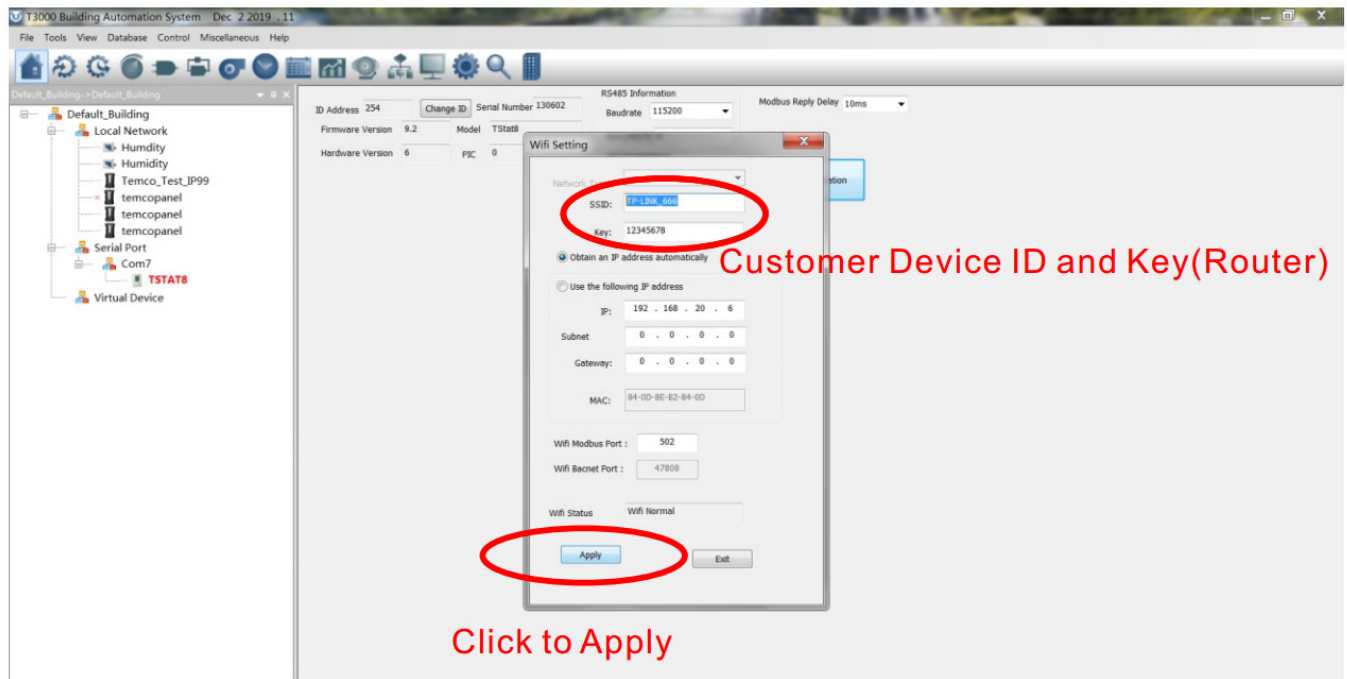 T3000 Building Automation System Dec 2 2019 . 11
File Tools View Database Control Miscellaneous Help
Default_Building->Default_Building
Default_Building
Local Network
Humdity
Humidity
Temco_Test_IP99
temcopanel
temcopanel
temcopanel
Serial Port
Com7
TSTAT8
Virtual Device
ID Address 254 Change ID Serial Number 130602
Firmware Version 9.2 Model TStat8
Hardware Version 6 PIC 0
RS485 Information
Baudrate 115200
Modbus Reply Delay 10ms
Wifi Setting
SSID: TP-LINK_666
Key: 12345678
Customer Device ID and Key(Router)
Obtain an IP address automatically
Use the following IP address
IP: 192 . 168 . 20 . 6
Subnet 0 . 0 . 0 . 0
Gateway: 0 . 0 . 0 . 0
MAC: 84-0D-8E-B2-84-0D
Wifi Modbus Port : 502
Wifi Bacnet Port : 47808
Wifi Status Wifi Normal
Apply Exit
Click to Apply